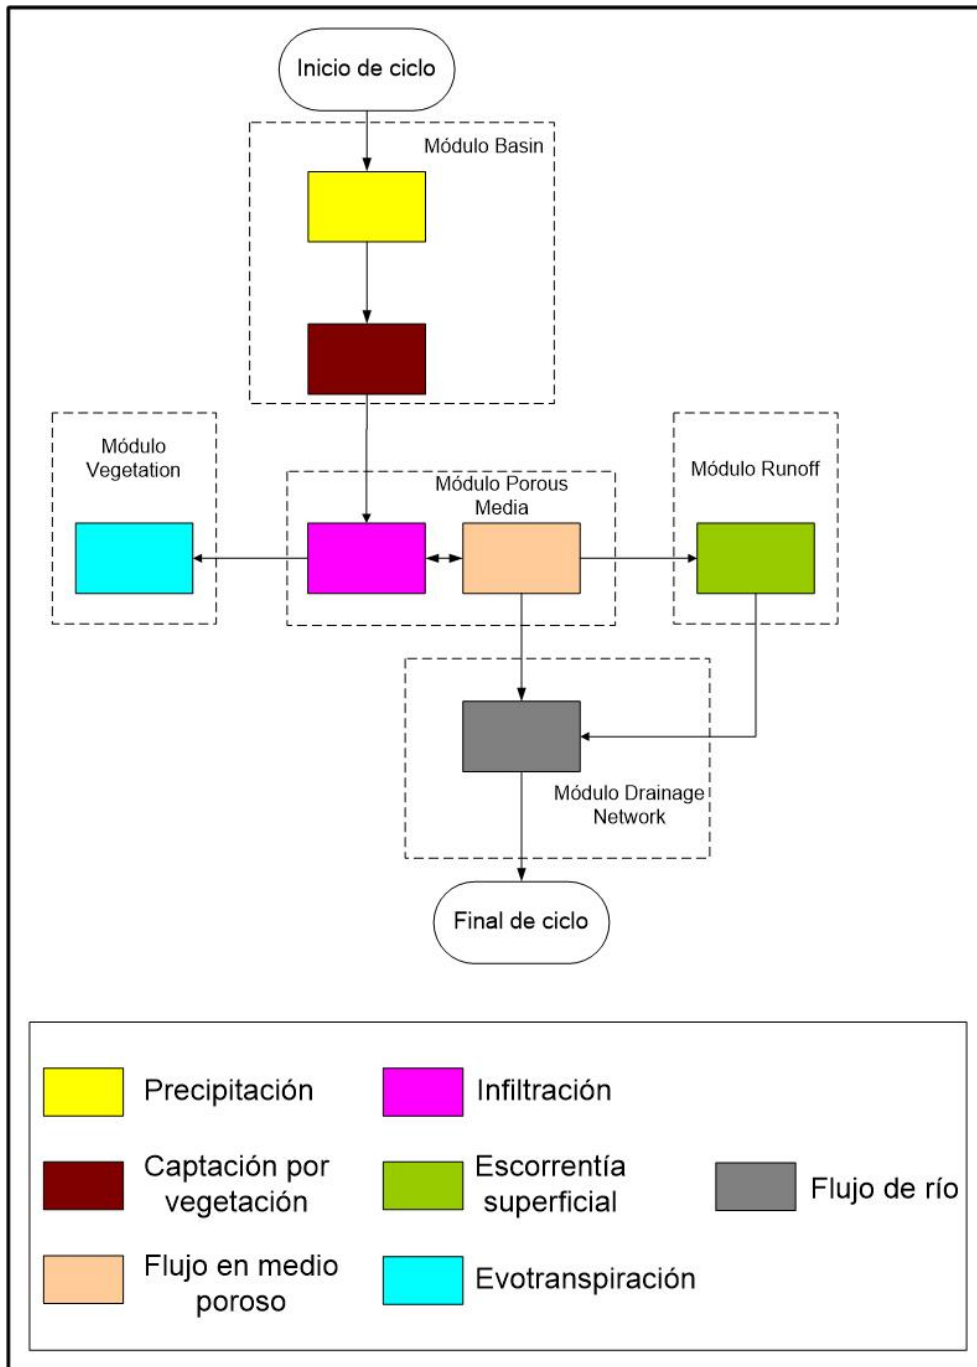 Inicio de ciclo
Módulo Basin
Módulo
Vegetation
Módulo Porous
Media
Módulo Runoff
Módulo Drainage
Network
Final de ciclo
Precipitación
Infiltración
Captación por
vegetación
Escorrentía
superficial
Flujo de río
Flujo en medio
poroso
Evotranspiración